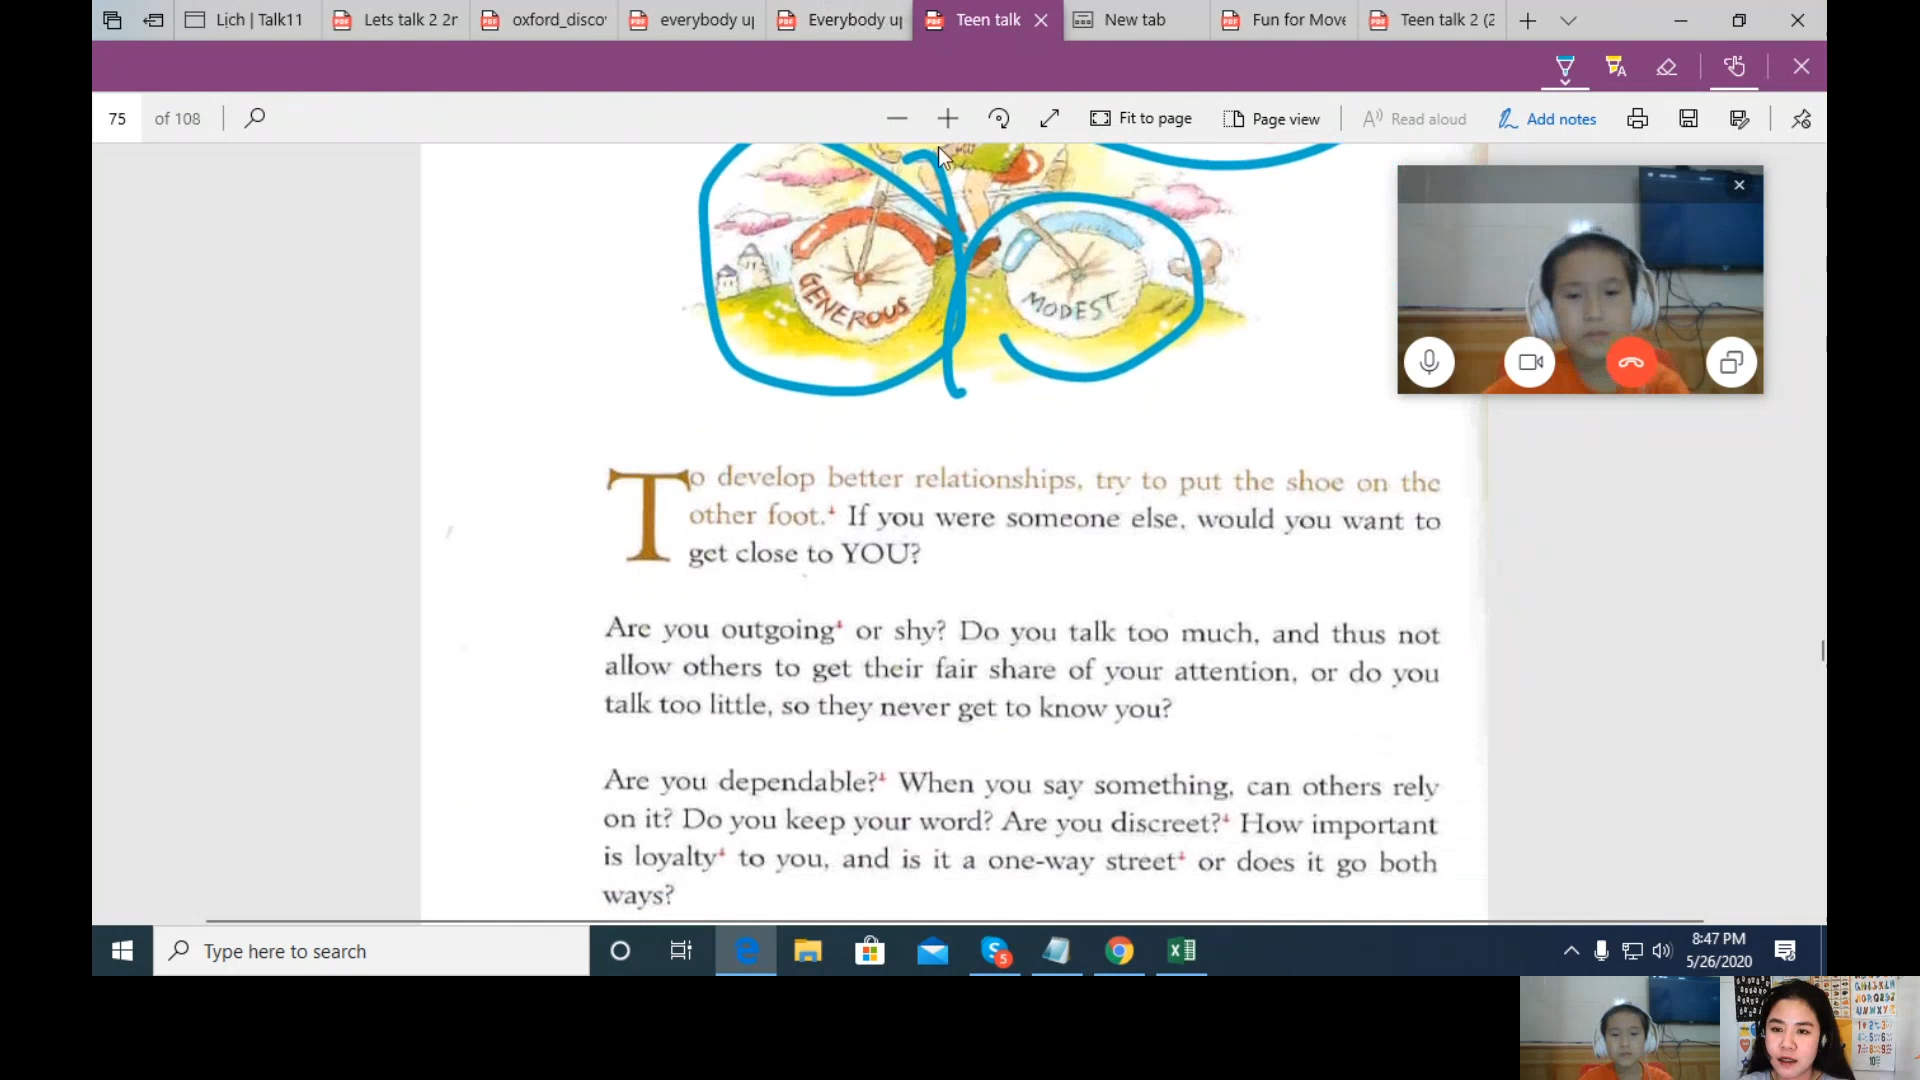 Lịch | Talk11
Lets talk 2 2r
oxford_disco
everybody up
Everybody up
Teen talk
New tab
Fun for Move
Teen talk 2 (2
75 of 108
Fit to page
Page view
Read aloud
Add notes
GENEROUS
MODEST
To develop better relationships, try to put the shoe on the
other foot.+ If you were someone else, would you want to
get close to YOU?
Are you outgoing+ or shy? Do you talk too much, and thus not
allow others to get their fair share of your attention, or do you
talk too little, so they never get to know you?
Are you dependable?+ When you say something, can others rely
on it? Do you keep your word? Are you discreet?+ How important
is loyalty+ to you, and is it a one-way street+ or does it go both
ways?
Type here to search
5
8:47 PM
5/26/2020